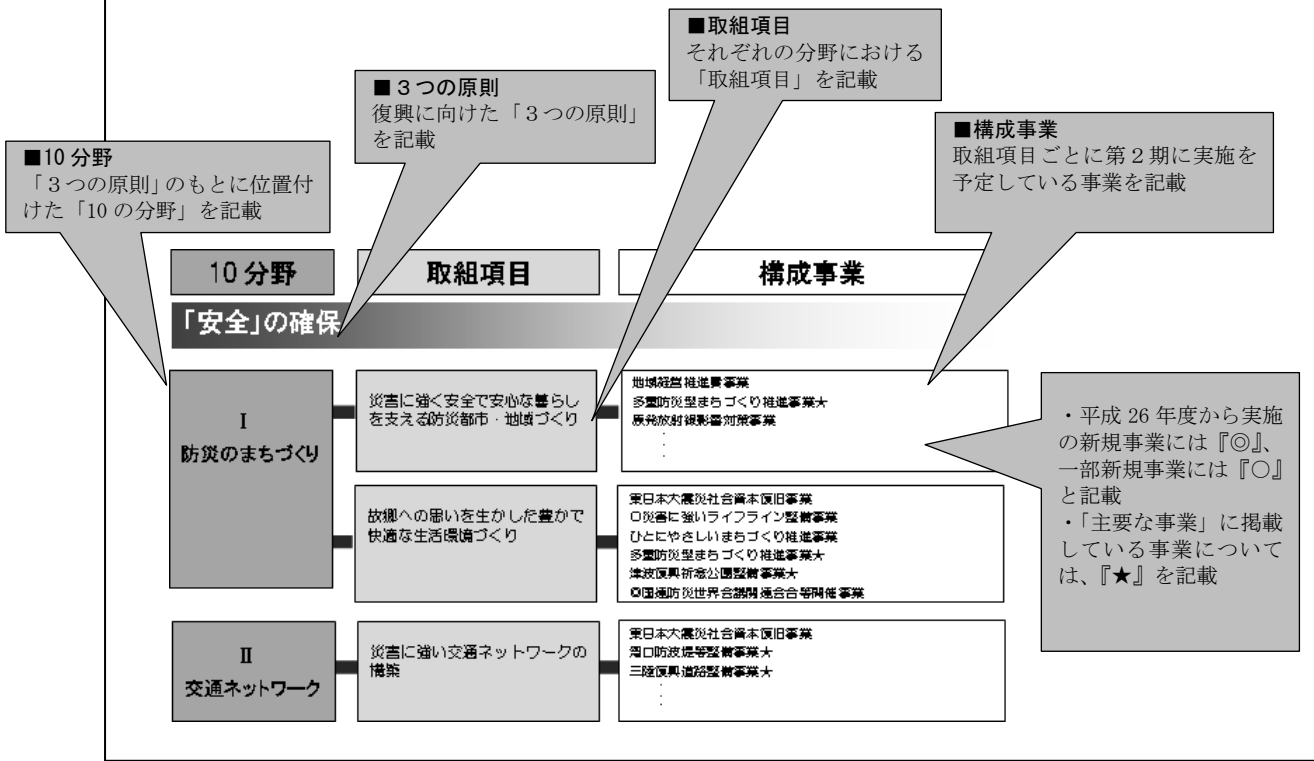 ■取組項目
それぞれの分野における
「取組項目」を記載
■３つの原則
復興に向けた「３つの原則」
を記載
■構成事業
取組項目ごとに第２期に実施を
予定している事業を記載
■10 分野
「３つの原則」のもとに位置付
けた「10 の分野」を記載
10 分野
取組項目
構成事業
「安全」の確保
Ⅰ
防災のまちづくり
災害に強く安全で安心な暮らし
を支える防災都市・地域づくり
地域経営推進費事業
多重防災型まちづくり推進事業★
原発放射線影響対策事業
故郷への思いを生かした豊かで
快適な生活環境づくり
東日本大震災社会資本復旧事業
○災害に強いライフライン整備事業
ひとにやさしいまちづくり推進事業
多重防災型まちづくり推進事業★
津波復興祈念公園整備事業★
◎国連防災世界会議関連会合等開催事業
・平成 26 年度から実施
の新規事業には『◎』、
一部新規事業には『○』
と記載
・「主要な事業」に掲載
している事業について
は、『★』を記載
Ⅱ
交通ネットワーク
災害に強い交通ネットワークの
構築
東日本大震災社会資本復旧事業
湾口防波堤等整備事業★
三陸復興道路整備事業★